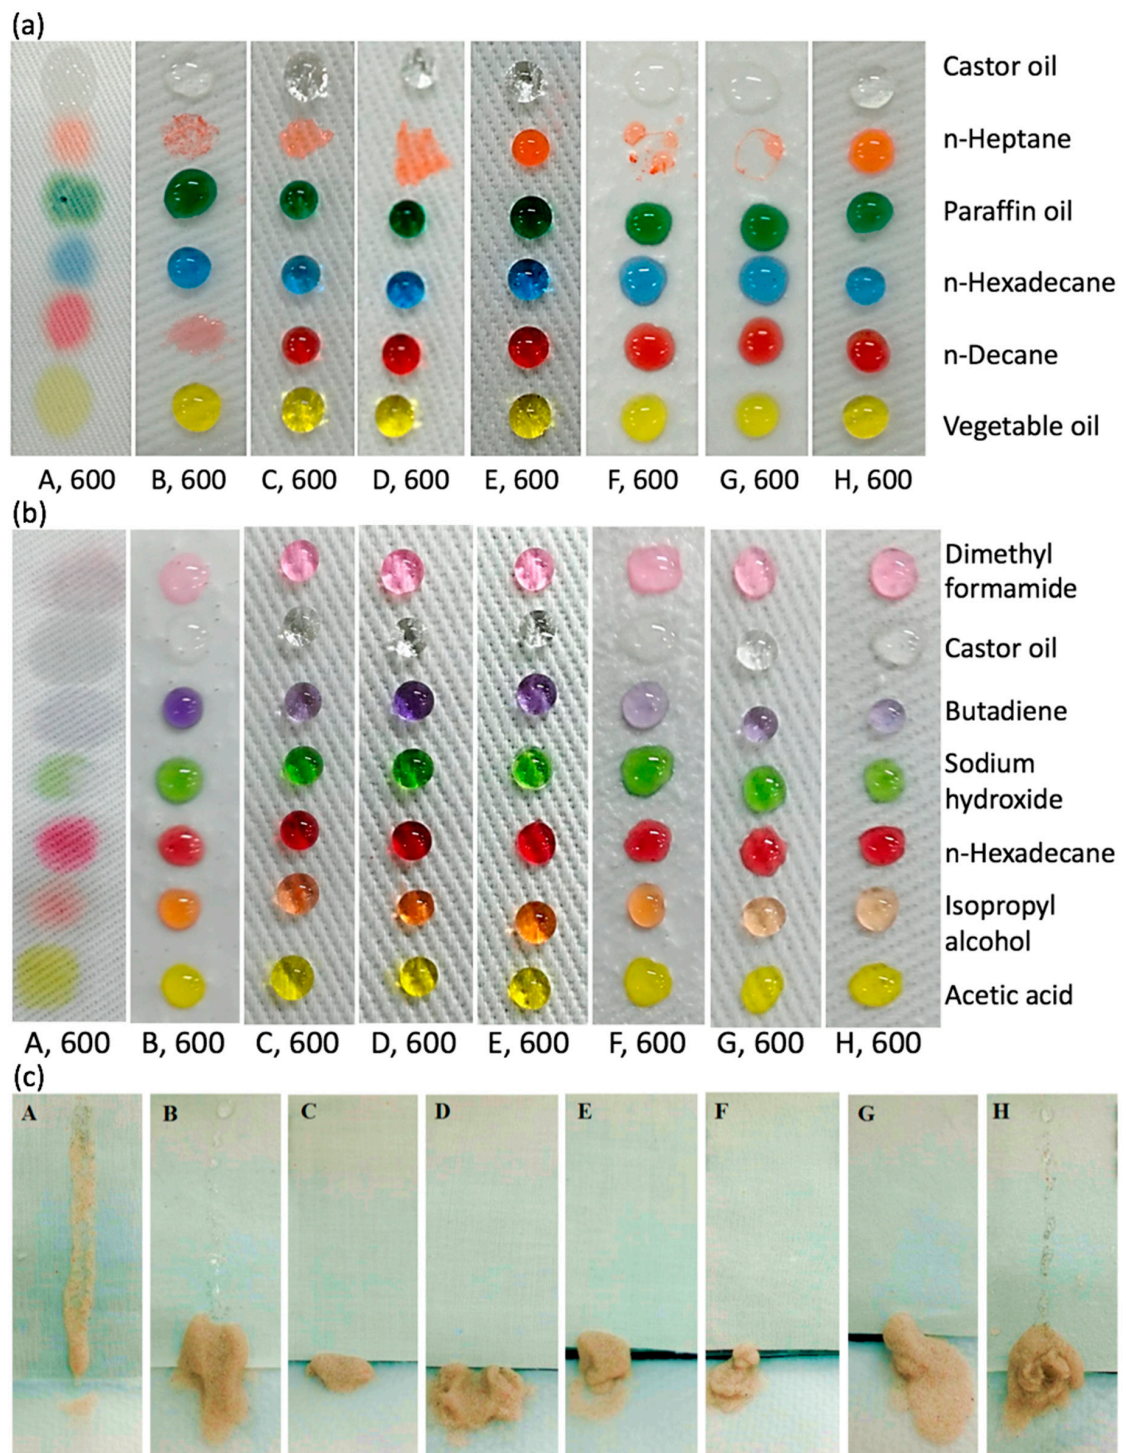 (a)
Castor oil
n-Heptane
Paraffin oil
n-Hexadecane
n-Decane
Vegetable oil
A, 600 B, 600 C, 600 D, 600 E, 600 F, 600 G, 600 H, 600
(b)
Dimethyl
formamide
Castor oil
Butadiene
Sodium
hydroxide
n-Hexadecane
Isopropyl
alcohol
Acetic acid
A, 600 B, 600 C, 600 D, 600 E, 600 F, 600 G, 600 H, 600
(c)
A B C D E F G H